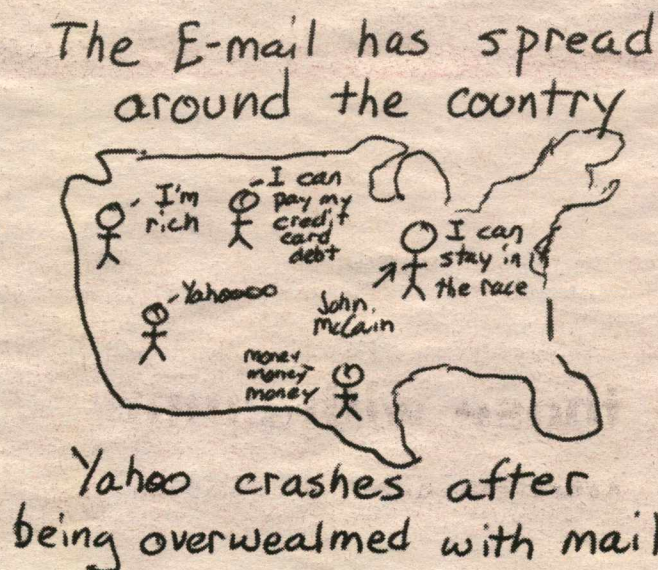 The E-mail has spread
around the country
I'm
rich
I can
pay my
credit
card
debt
I can
stay in
the race
Yahoooo
John
McCain
money
money
money
Yahoo crashes after
being overwealmed with mail